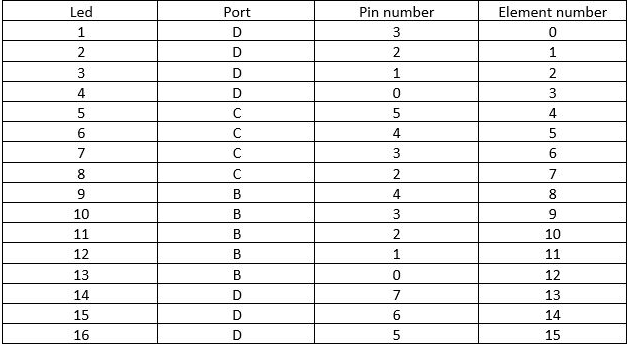 Led Port Pin number Element number
1 D 3 0
2 D 2 1
3 D 1 2
4 D 0 3
5 C 5 4
6 C 4 5
7 C 3 6
8 C 2 7
9 B 4 8
10 B 3 9
11 B 2 10
12 B 1 11
13 B 0 12
14 D 7 13
15 D 6 14
16 D 5 15